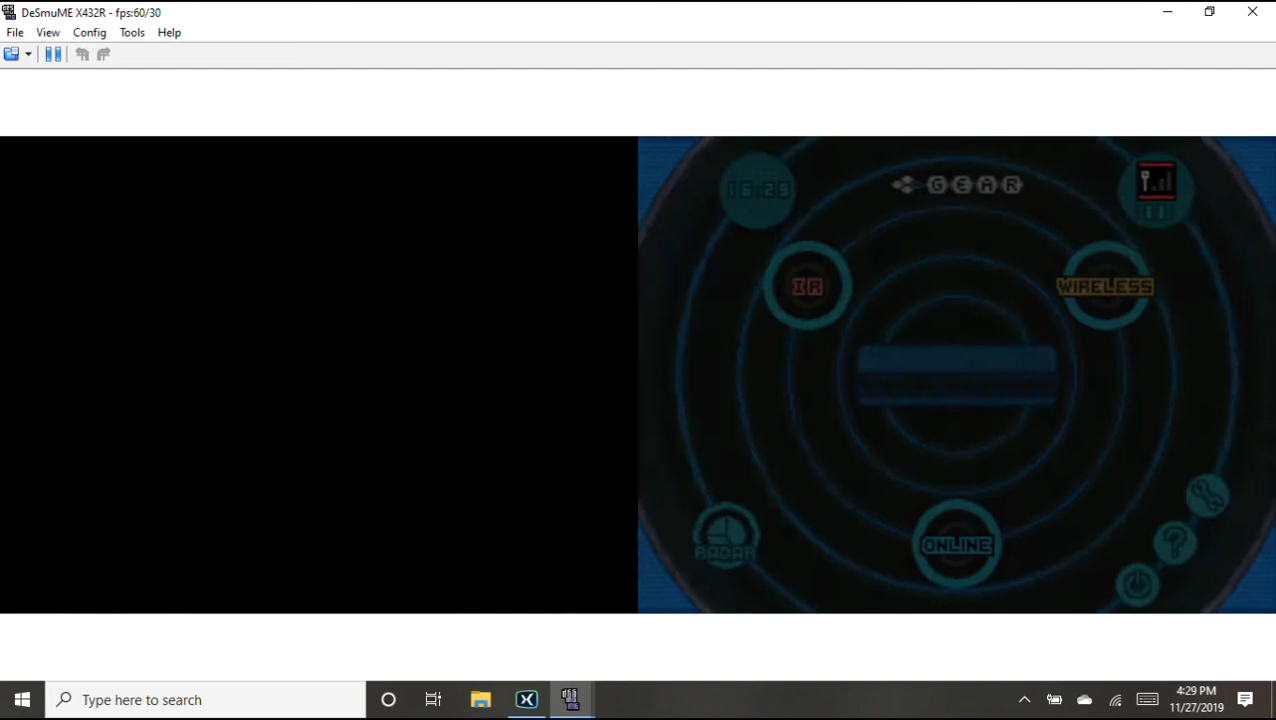 DeSmuME X432R - fps:60/30
File View Config Tools Help
16:29
GEAR
IR
WIRELESS
RADAR
ONLINE
?
Type here to search
4:29 PM
11/27/2019